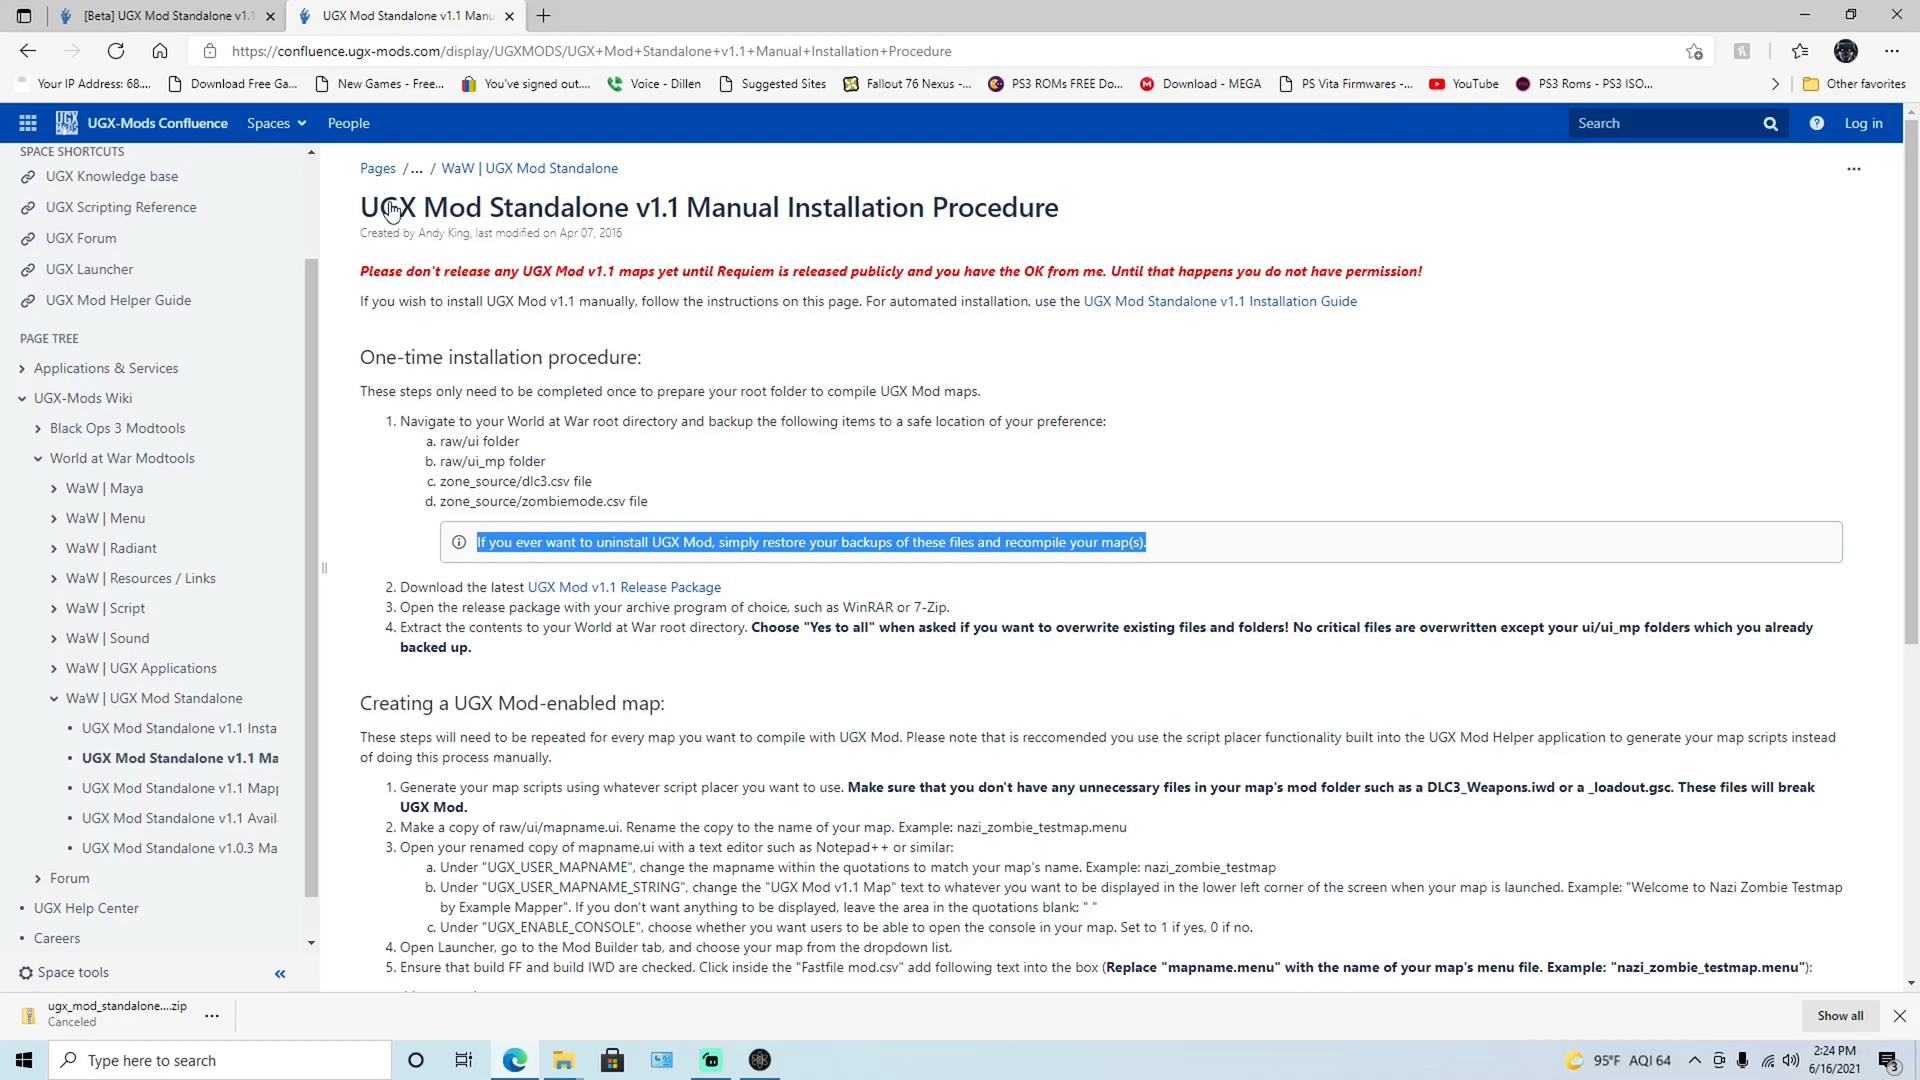 [Beta] UGX Mod Standalone v1.1
UGX Mod Standalone v1.1 Manu
https://confluence.ugx-mods.com/display/UGXMODS/UGX+Mod+Standalone+v1.1+Manual+Installation+Procedure
Your IP Address: 68.... Download Free Ga... New Games - Free... You've signed out.... Voice - Dillen Suggested Sites Fallout 76 Nexus -... PS3 ROMs FREE Do... Download - MEGA PS Vita Firmwares -... YouTube PS3 Roms - PS3 ISO... Other favorites
UGX-Mods Confluence Spaces People Search Log in
SPACE SHORTCUTS
UGX Knowledge base
UGX Scripting Reference
UGX Forum
UGX Launcher
UGX Mod Helper Guide
PAGE TREE
Applications & Services
UGX-Mods Wiki
Black Ops 3 Modtools
World at War Modtools
WaW | Maya
WaW | Menu
WaW | Radiant
WaW | Resources / Links
WaW | Script
WaW | Sound
WaW | UGX Applications
WaW | UGX Mod Standalone
• UGX Mod Standalone v1.1 Insta
• UGX Mod Standalone v1.1 Ma
• UGX Mod Standalone v1.1 Mapp
• UGX Mod Standalone v1.1 Avail
• UGX Mod Standalone v1.0.3 Ma
Forum
• UGX Help Center
• Careers
Space tools «
Pages /... / WaW | UGX Mod Standalone
UGX Mod Standalone v1.1 Manual Installation Procedure
Created by Andy King, last modified on Apr 07, 2016
Please don't release any UGX Mod v1.1 maps yet until Requiem is released publicly and you have the OK from me. Until that happens you do not have permission!
If you wish to install UGX Mod v1.1 manually, follow the instructions on this page. For automated installation, use the UGX Mod Standalone v1.1 Installation Guide
One-time installation procedure:
These steps only need to be completed once to prepare your root folder to compile UGX Mod maps.
1. Navigate to your World at War root directory and backup the following items to a safe location of your preference:
a. raw/ui folder
b. raw/ui_mp folder
c. zone_source/dlc3.csv file
d. zone_source/zombiemode.csv file
If you ever want to uninstall UGX Mod, simply restore your backups of these files and recompile your map(s).
2. Download the latest UGX Mod v1.1 Release Package
3. Open the release package with your archive program of choice, such as WinRAR or 7-Zip.
4. Extract the contents to your World at War root directory. Choose "Yes to all" when asked if you want to overwrite existing files and folders! No critical files are overwritten except your ui/ui_mp folders which you already
backed up.
Creating a UGX Mod-enabled map:
These steps will need to be repeated for every map you want to compile with UGX Mod. Please note that is reccomended you use the script placer functionality built into the UGX Mod Helper application to generate your map scripts instead
of doing this process manually.
1. Generate your map scripts using whatever script placer you want to use. Make sure that you don't have any unnecessary files in your map's mod folder such as a DLC3_Weapons.iwd or a _loadout.gsc. These files will break
UGX Mod.
2. Make a copy of raw/ui/mapname.ui. Rename the copy to the name of your map. Example: nazi_zombie_testmap.menu
3. Open your renamed copy of mapname.ui with a text editor such as Notepad++ or similar:
a. Under "UGX_USER_MAPNAME", change the mapname within the quotations to match your map's name. Example: nazi_zombie_testmap
b. Under "UGX_USER_MAPNAME_STRING", change the "UGX Mod v1.1 Map" text to whatever you want to be displayed in the lower left corner of the screen when your map is launched. Example: "Welcome to Nazi Zombie Testmap
by Example Mapper". If you don't want anything to be displayed, leave the area in the quotations blank: " "
c. Under "UGX_ENABLE_CONSOLE", choose whether you want users to be able to open the console in your map. Set to 1 if yes, 0 if no.
4. Open Launcher, go to the Mod Builder tab, and choose your map from the dropdown list.
5. Ensure that build FF and build IWD are checked. Click inside the "Fastfile mod.csv" add following text into the box (Replace "mapname.menu" with the name of your map's menu file. Example: "nazi_zombie_testmap.menu"):
ugx_mod_standalone....zip
Canceled
Show all
Type here to search
95°F AQI 64
2:24 PM
6/16/2021
3